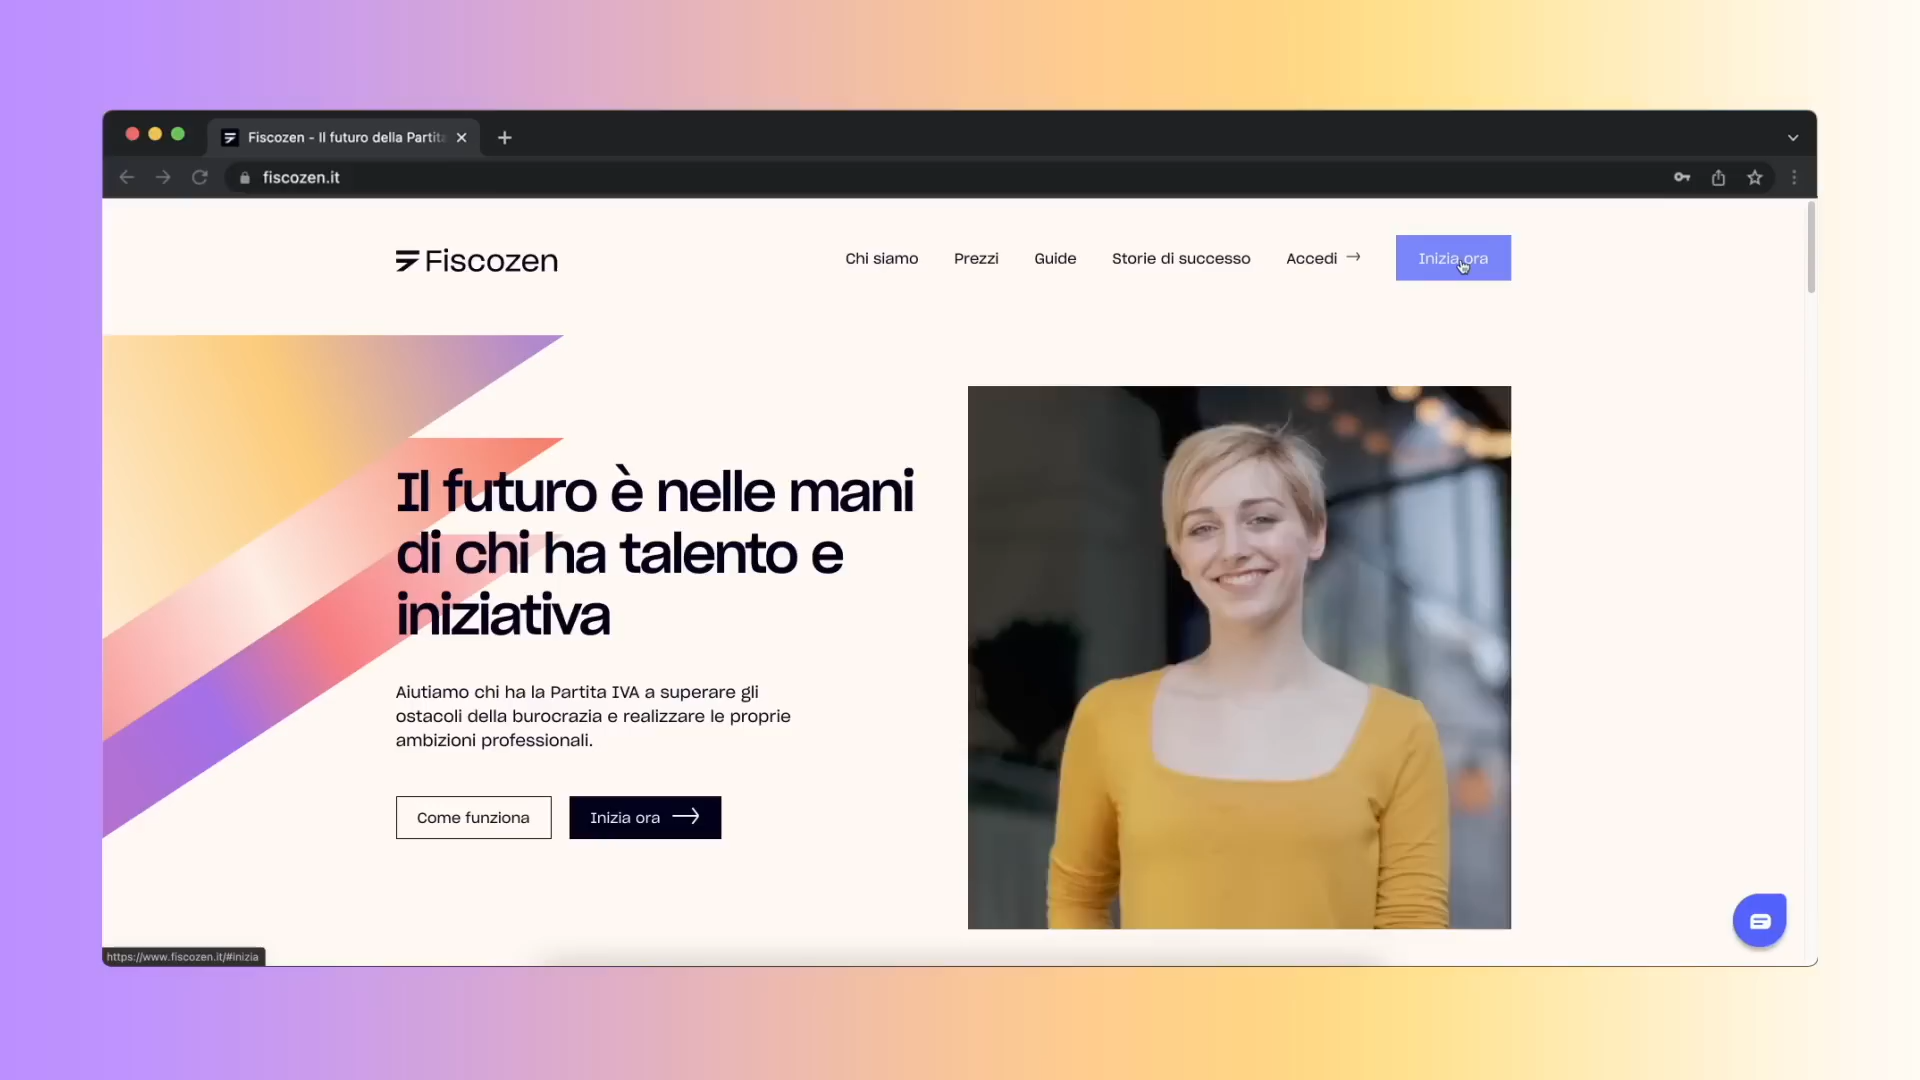 Fiscozen - Il futuro della Partit
fiscozen.it
Fiscozen
Chi siamo
Prezzi
Guide
Storie di successo
Accedi →
Inizia ora
Il futuro è nelle mani
di chi ha talento e
iniziativa
Aiutiamo chi ha la Partita IVA a superare gli
ostacoli della burocrazia e realizzare le proprie
ambizioni professionali.
Come funziona
Inizia ora →
https://www.fiscozen.it/#inizia